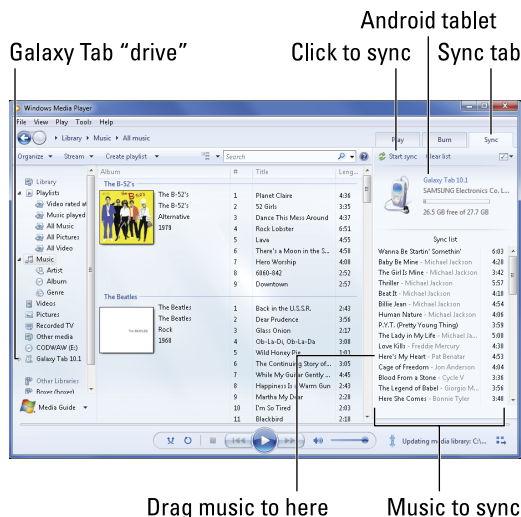 Android tablet
Galaxy Tab “drive”
Click to sync
Sync tab
Windows Media Player
File View Play Tools Help
Library ▸ Music ▸ All music
Play
Burn
Sync
Organize
Stream
Create playlist
Search
Start sync
Clear list
Library
Playlists
Video rated at
Music played
All Music
All Pictures
All Video
Music
Artist
Album
Genre
Videos
Pictures
Recorded TV
Other media
CODWAW (E:)
Galaxy Tab 10.1
Other Libraries
Media Guide
Album
#
Title
Leng...
The B-52's
The B-52's
The B-52's
Alternative
1979
1 Planet Claire 4:36
2 52 Girls 3:35
3 Dance This Mess Around 4:37
4 Rock Lobster 6:51
5 Lava 4:55
6 There's a Moon in the S... 4:58
7 Hero Worship 4:08
8 6060-842 2:52
9 Downtown 2:57
The Beatles
The Beatles
The Beatles
Rock
1968
1 Back in the U.S.S.R. 2:43
2 Dear Prudence 3:56
3 Glass Onion 2:17
4 Ob-La-Di, Ob-La-Da 3:08
5 Wild Honey Pie 1:01
6 The Continuing Story of... 3:05
7 While My Guitar Gently ... 4:45
8 Happiness Is a Warm Gun 2:43
9 Martha My Dear 2:28
10 I'm So Tired 2:03
11 Blackbird 2:18
Galaxy Tab 10.1
SAMSUNG Electronics Co. L...
26.5 GB free of 27.7 GB
Sync list
Wanna Be Startin' Somethin' 6:03
Baby Be Mine - Michael Jackson 4:20
The Girl Is Mine - Michael Jackson 3:42
Thriller - Michael Jackson 5:57
Beat It - Michael Jackson 4:18
Billie Jean - Michael Jackson 4:54
Human Nature - Michael Jackson 4:06
P.Y.T. (Pretty Young Thing) 3:59
The Lady in My Life - Michael Ja... 5:00
Love Kills - Freddie Mercury 4:30
Here's My Heart - Pat Benatar 4:53
Cage of Freedom - Jon Anderson 4:04
Blood From a Stone - Cycle V 3:36
The Legend of Babel - Giorgio M... 3:56
Here She Comes - Bonnie Tyler 3:40
Updating media library: C:\...
Drag music to here
Music to sync